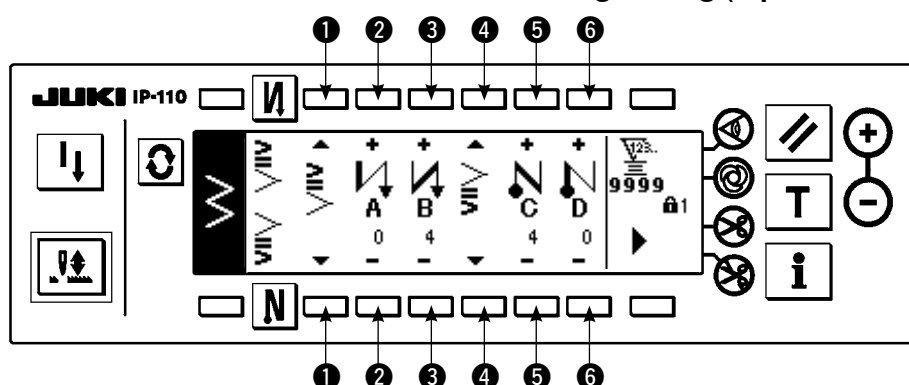 ❶ ❷ ❸ ❹ ❺ ❻
JUKI IP-110
+ + + +
123..
9999
1
A B C D
0 4 4 0
− − − −
T
i
+
−
❶ ❷ ❸ ❹ ❺ ❻